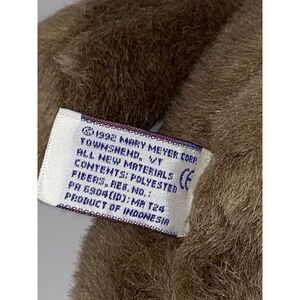 ©1992 MARY MEYER CORP.
TOWNSHEND, VT
ALL NEW MATERIALS
CONTENTS: POLYESTER
FIBERS, REG. NO.:
PA 6904(ID): MA T24
PRODUCT OF INDONESIA
CE